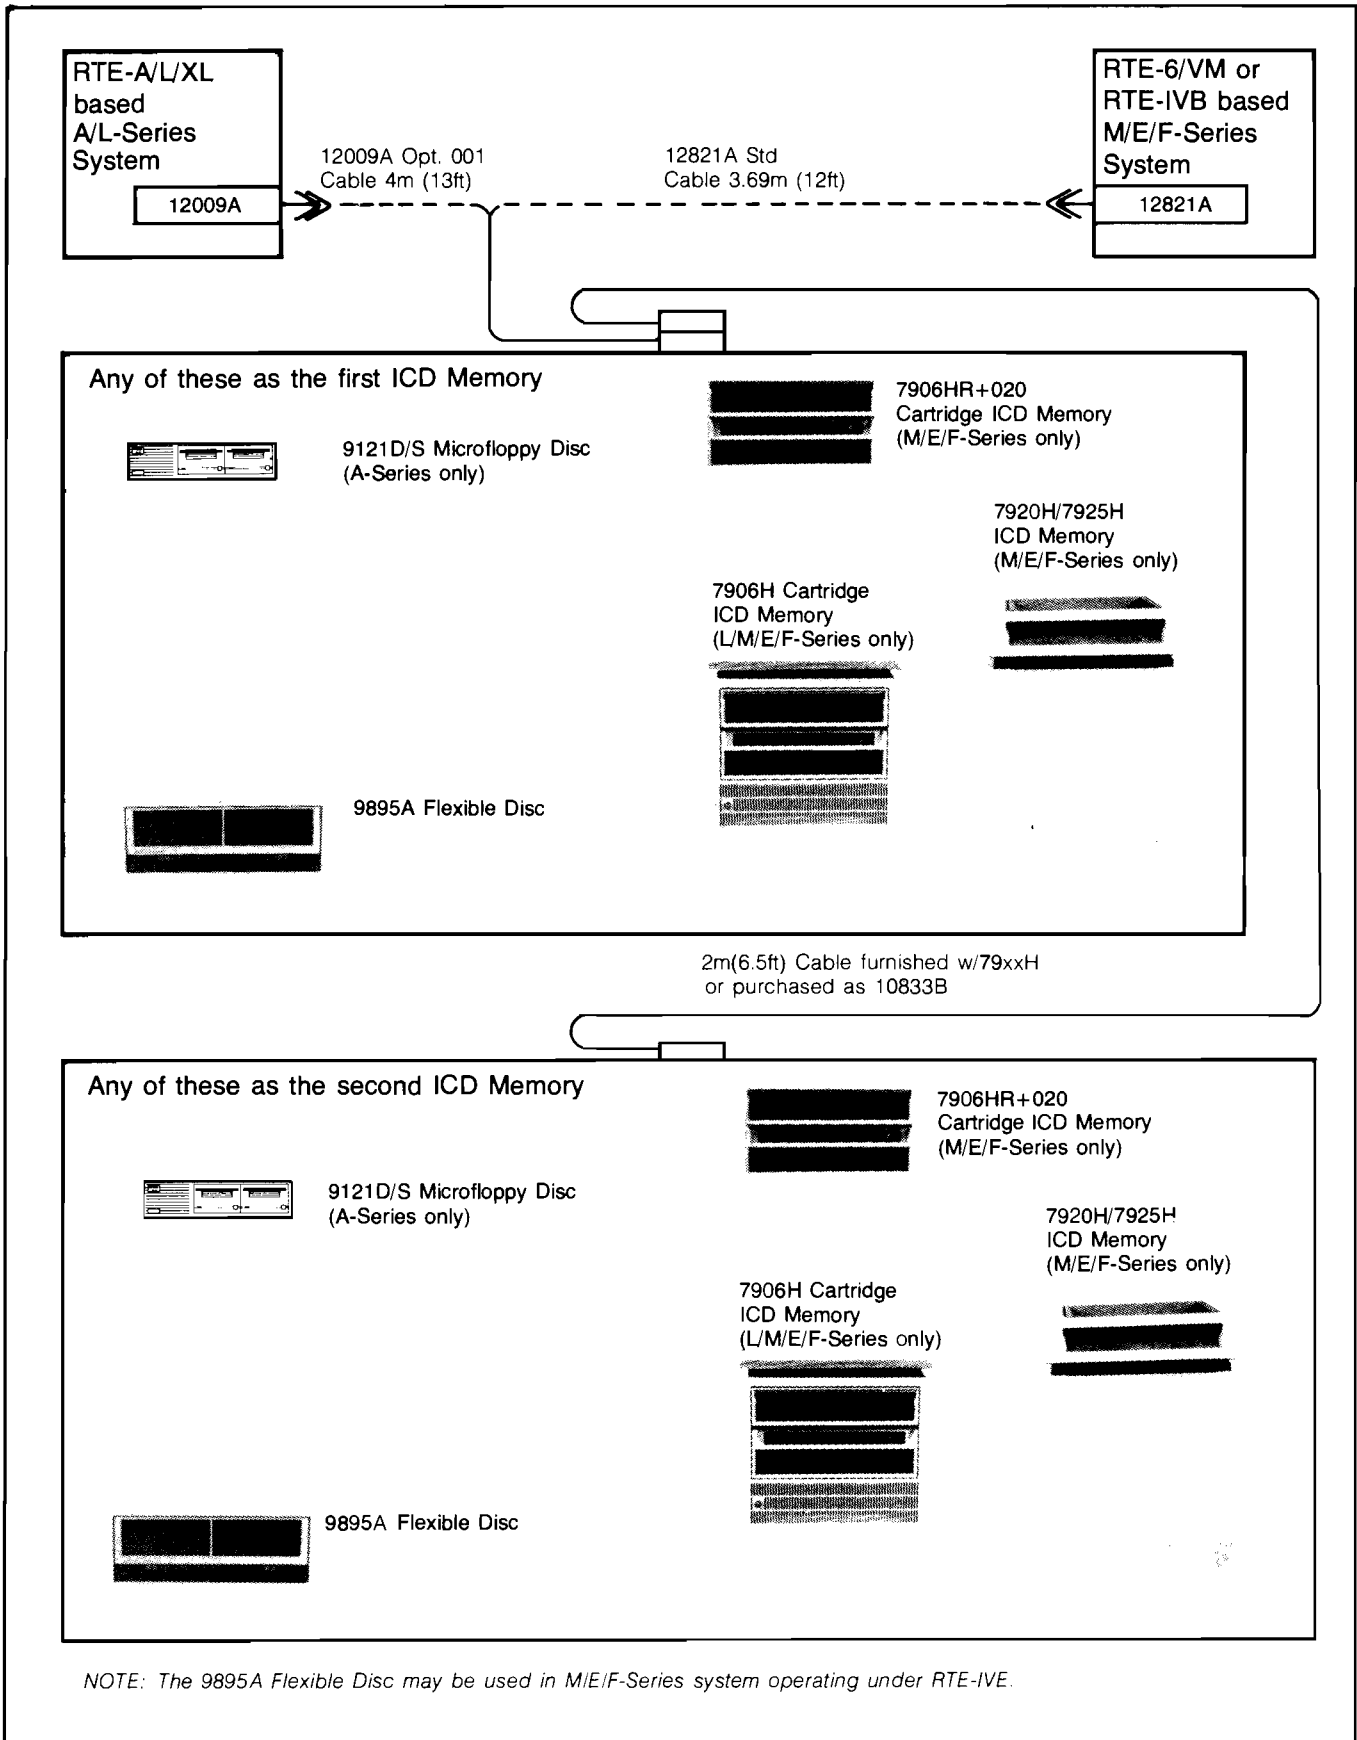 RTE-A/L/XL
based
A/L-Series
System
12009A
12009A Opt. 001
Cable 4m (13ft)
12821A Std
Cable 3.69m (12ft)
RTE-6/VM or
RTE-IVB based
M/E/F-Series
System
12821A
Any of these as the first ICD Memory
9121D/S Microfloppy Disc
(A-Series only)
7906HR+020
Cartridge ICD Memory
(M/E/F-Series only)
7920H/7925H
ICD Memory
(M/E/F-Series only)
7906H Cartridge
ICD Memory
(L/M/E/F-Series only)
9895A Flexible Disc
2m(6.5ft) Cable furnished w/79xxH
or purchased as 10833B
Any of these as the second ICD Memory
7906HR+020
Cartridge ICD Memory
(M/E/F-Series only)
9121D/S Microfloppy Disc
(A-Series only)
7920H/7925H
ICD Memory
(M/E/F-Series only)
7906H Cartridge
ICD Memory
(L/M/E/F-Series only)
9895A Flexible Disc
NOTE: The 9895A Flexible Disc may be used in M/E/F-Series system operating under RTE-IVE.